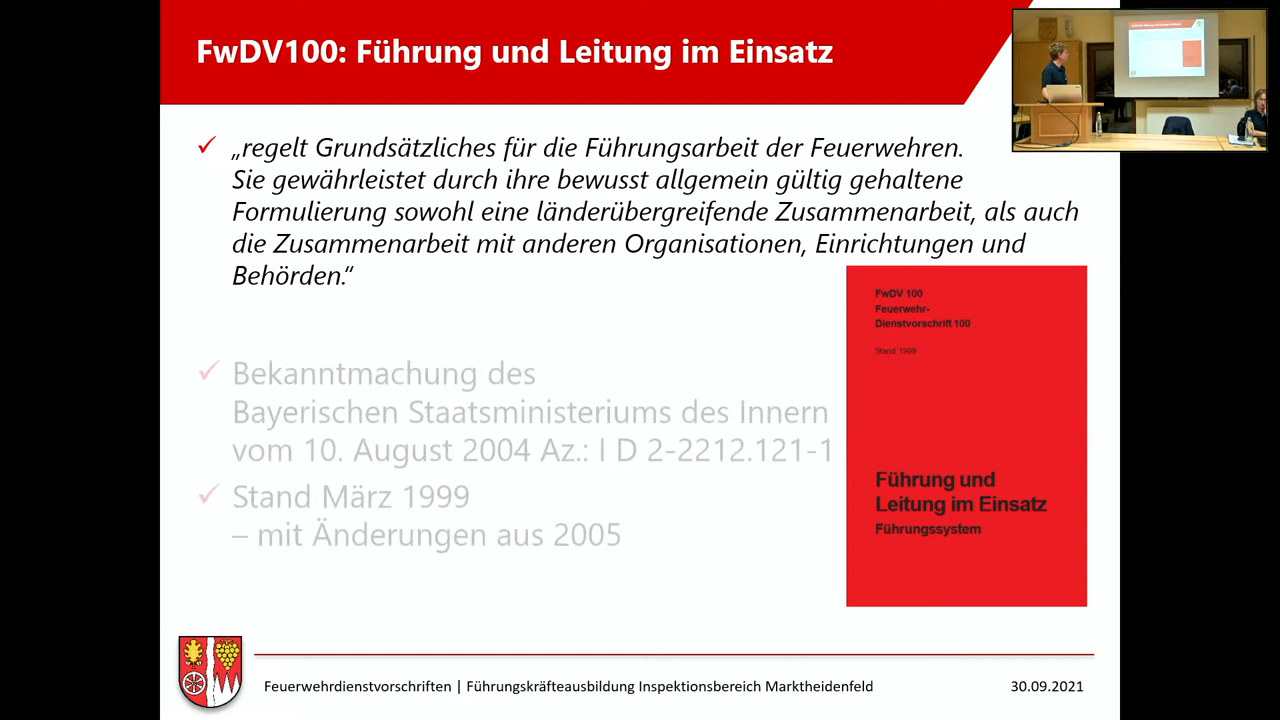 FwDV100: Führung und Leitung im Einsatz
„regelt Grundsätzliches für die Führungsarbeit der Feuerwehren.
Sie gewährleistet durch ihre bewusst allgemein gültig gehaltene
Formulierung sowohl eine länderübergreifende Zusammenarbeit, als auch
die Zusammenarbeit mit anderen Organisationen, Einrichtungen und
Behörden.“
Bekanntmachung des
Bayerischen Staatsministeriums des Innern
vom 10. August 2004 Az.: I D 2-2212.121-1
Stand März 1999
– mit Änderungen aus 2005
FwDV 100
Feuerwehr-
Dienstvorschrift 100
Stand 1999
Führung und
Leitung im Einsatz
Führungssystem
Feuerwehrdienstvorschriften | Führungskräfteausbildung Inspektionsbereich Marktheidenfeld
30.09.2021